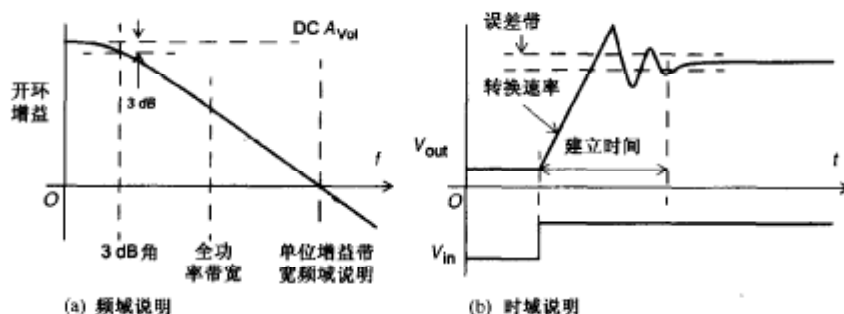 DC A_Vol
3 dB
开环
增益
f
O
3 dB角
全功
率带宽
单位增益带
宽频域说明
(a) 频域说明
误差带
转换速率
V_out
建立时间
t
O
V_in
(b) 时域说明